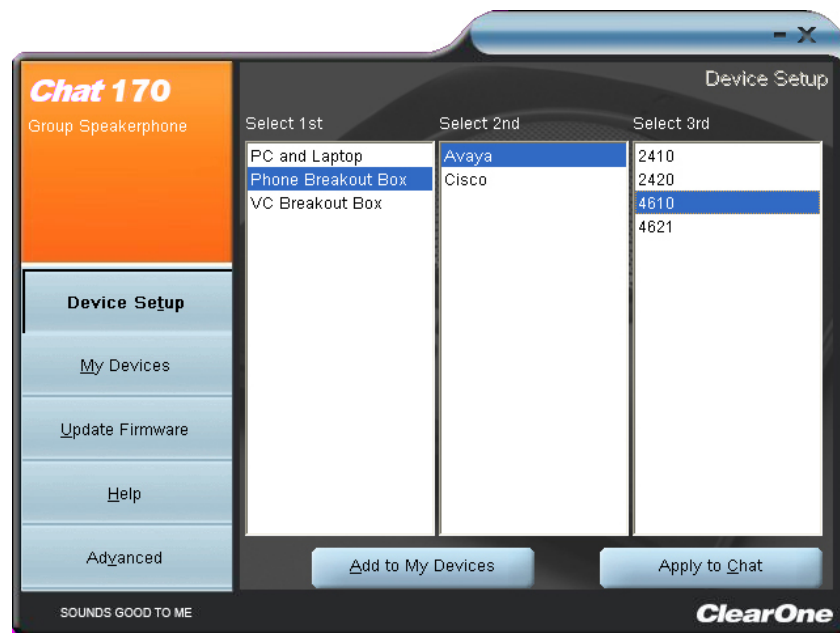 Chat 170
Group Speakerphone
Device Setup
Select 1st
Select 2nd
Select 3rd
PC and Laptop
Phone Breakout Box
VC Breakout Box
Avaya
Cisco
2410
2420
4610
4621
Device Setup
My Devices
Update Firmware
Help
Advanced
Add to My Devices
Apply to Chat
SOUNDS GOOD TO ME
ClearOne